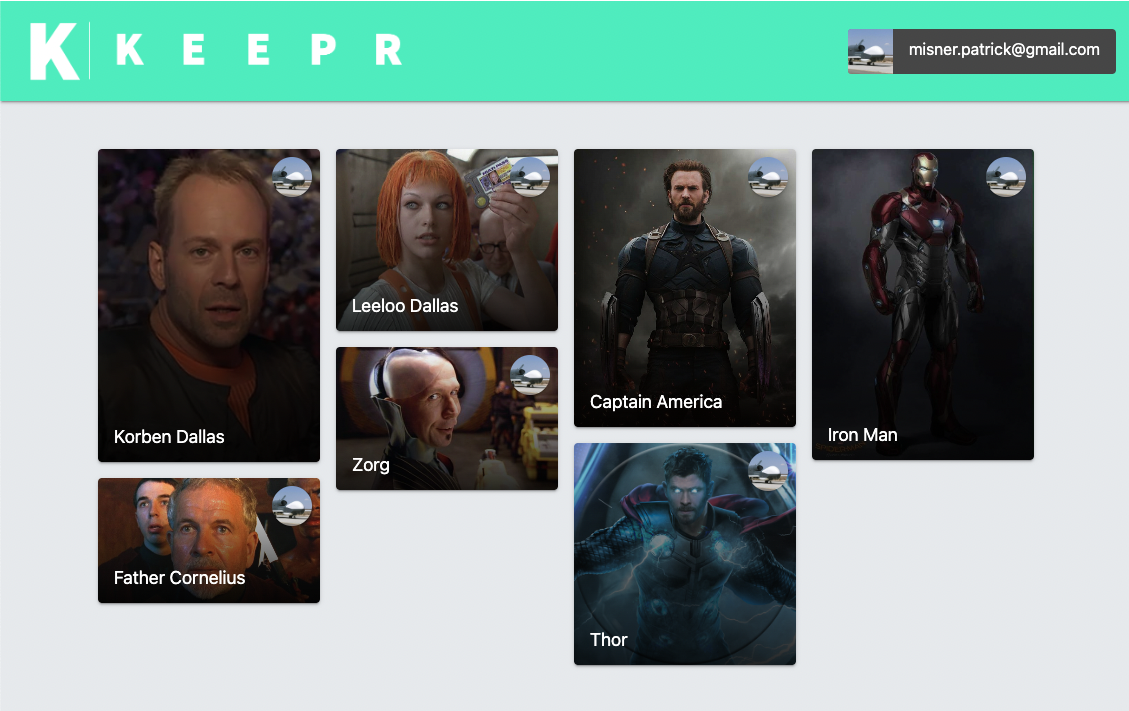 K
K E E P R
misner.patrick@gmail.com
Korben Dallas
Leeloo Dallas
Captain America
Iron Man
Zorg
Father Cornelius
Thor